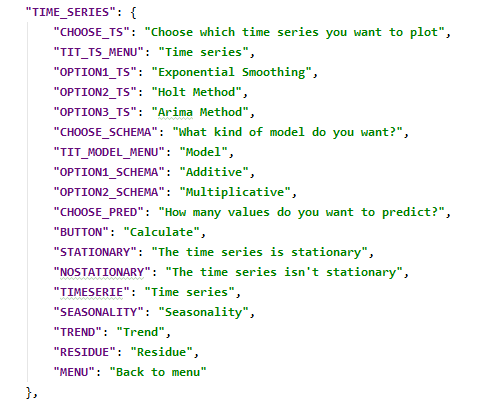 "TIME_SERIES": {
"CHOOSE_TS": "Choose which time series you want to plot",
"TIT_TS_MENU": "Time series",
"OPTION1_TS": "Exponential Smoothing",
"OPTION2_TS": "Holt Method",
"OPTION3_TS": "Arima Method",
"CHOOSE_SCHEMA": "What kind of model do you want?",
"TIT_MODEL_MENU": "Model",
"OPTION1_SCHEMA": "Additive",
"OPTION2_SCHEMA": "Multiplicative",
"CHOOSE_PRED": "How many values do you want to predict?",
"BUTTON": "Calculate",
"STATIONARY": "The time series is stationary",
"NOSTATIONARY": "The time series isn't stationary",
"TIMESERIE": "Time series",
"SEASONALITY": "Seasonality",
"TREND": "Trend",
"RESIDUE": "Residue",
"MENU": "Back to menu"
},